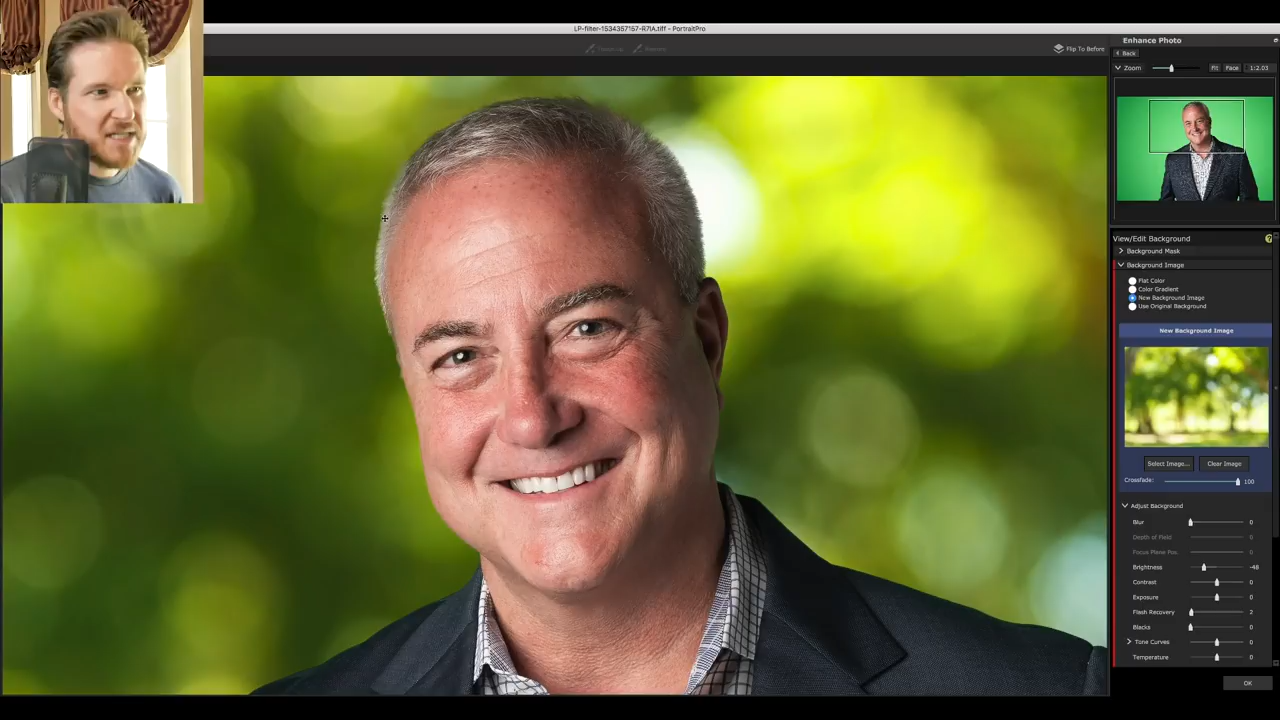 LP-filter-1534357157-R7IA.tiff - PortraitPro
Flip To Before
Enhance Photo
Back
Zoom
Fit
Face
1:2.03
View/Edit Background
?
Background Mask
Background Image
Flat Color
Color Gradient
New Background Image
Use Original Background
New Background Image
Select Image...
Clear Image
Crossfade: 100
Adjust Background
Blur 0
Depth of Field 0
Focus Plane Pos. 0
Brightness -48
Contrast 0
Exposure 0
Flash Recovery 2
Blacks 0
Tone Curves 0
Temperature 0
OK